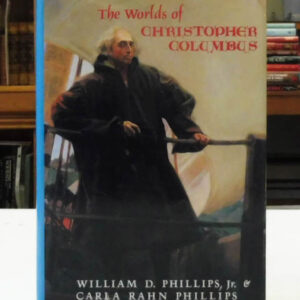 The Worlds of
CHRISTOPHER
COLUMBUS
WILLIAM D. PHILLIPS, Jr. &
CARLA RAHN PHILLIPS